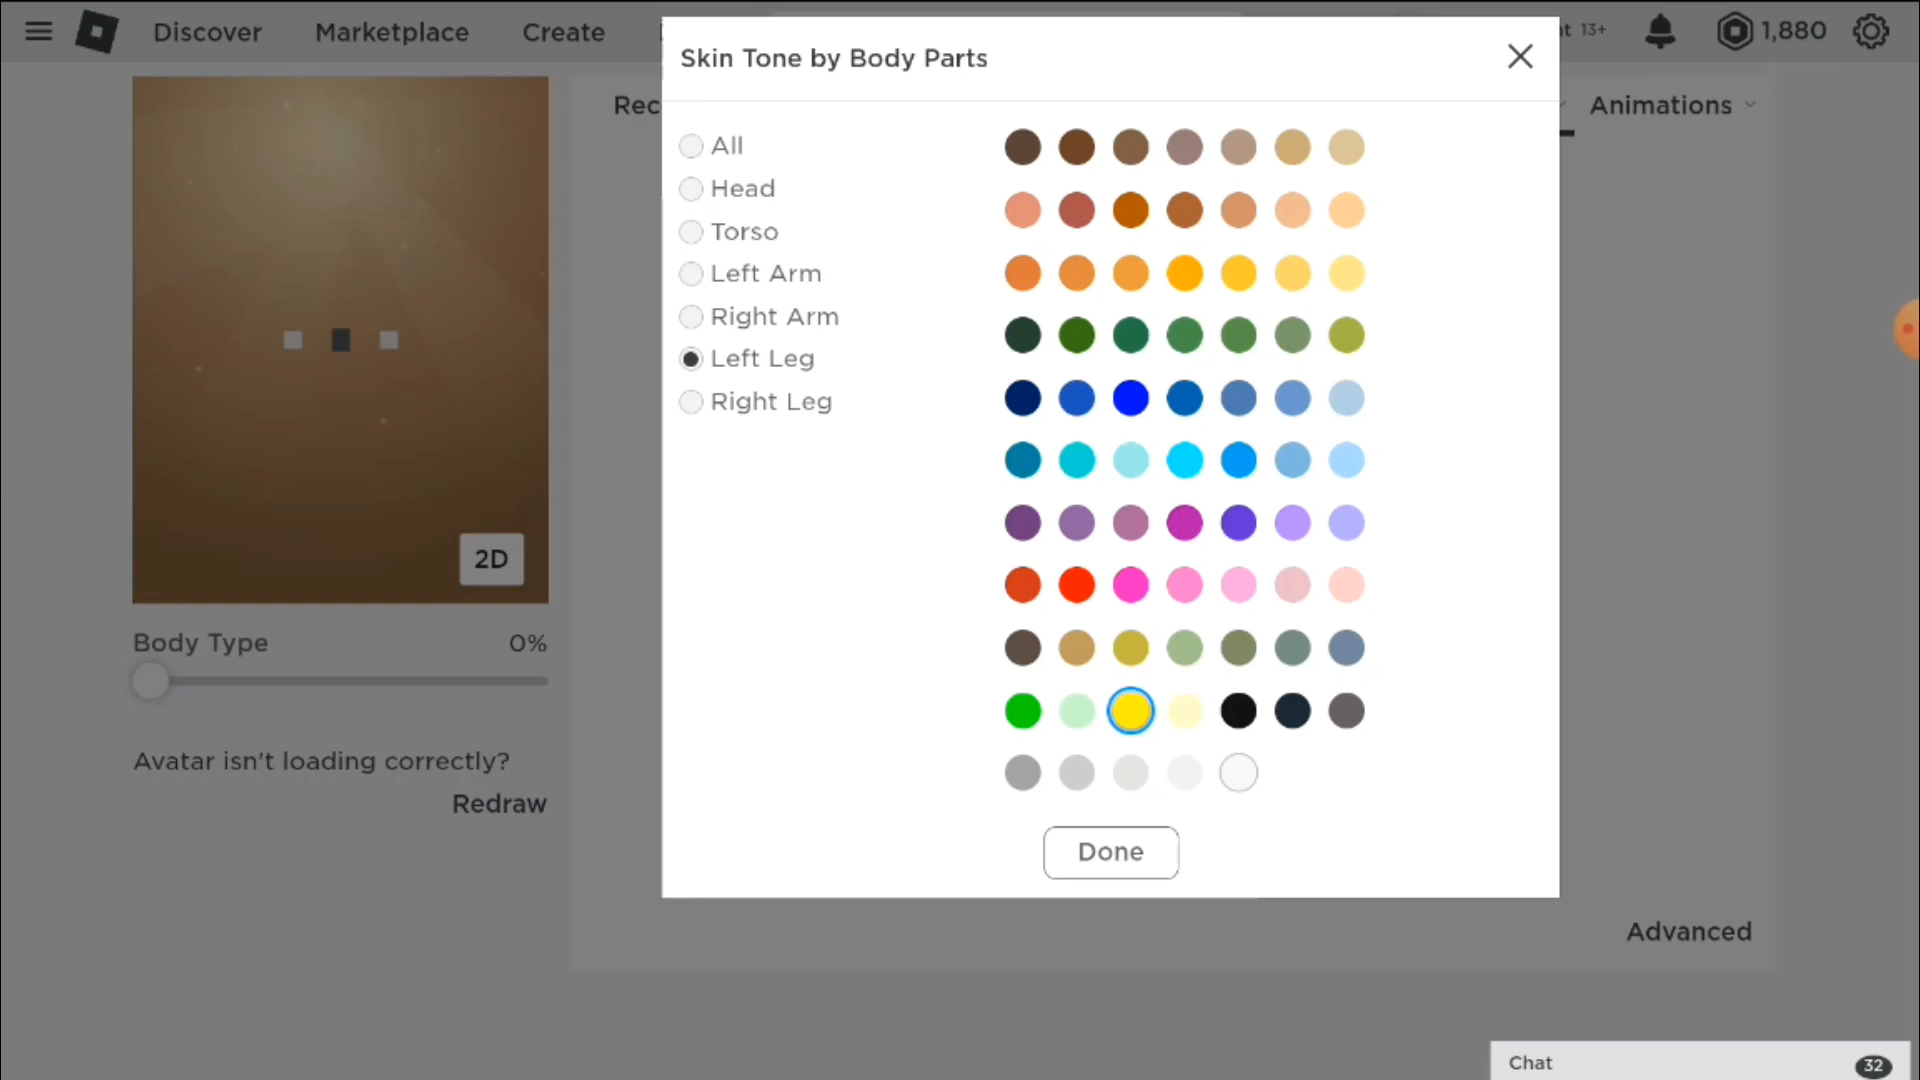 Discover
Marketplace
Create
13+
1,880
Skin Tone by Body Parts
Rec
Animations
All
Head
Torso
Left Arm
Right Arm
Left Leg
Right Leg
2D
Body Type
0%
Avatar isn't loading correctly?
Redraw
Done
Advanced
Chat
32